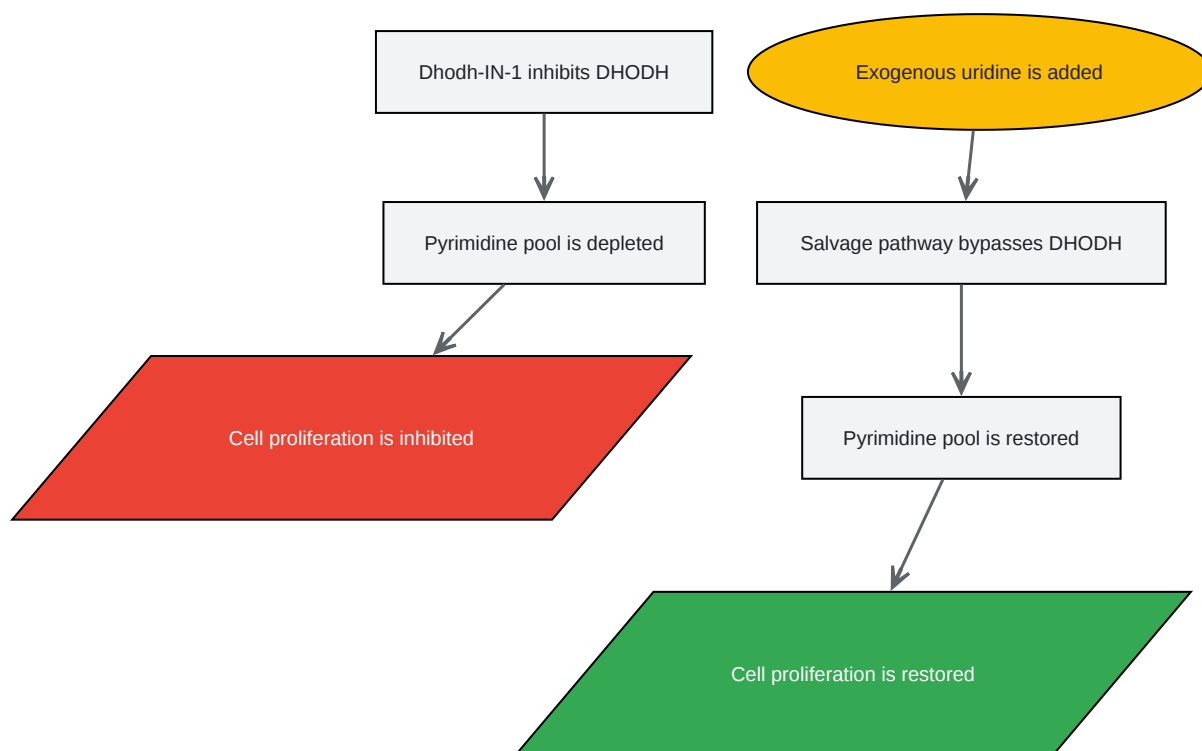 Dhodh-IN-1 inhibits DHODH
Exogenous uridine is added
Pyrimidine pool is depleted
Salvage pathway bypasses DHODH
Cell proliferation is inhibited
Pyrimidine pool is restored
Cell proliferation is restored